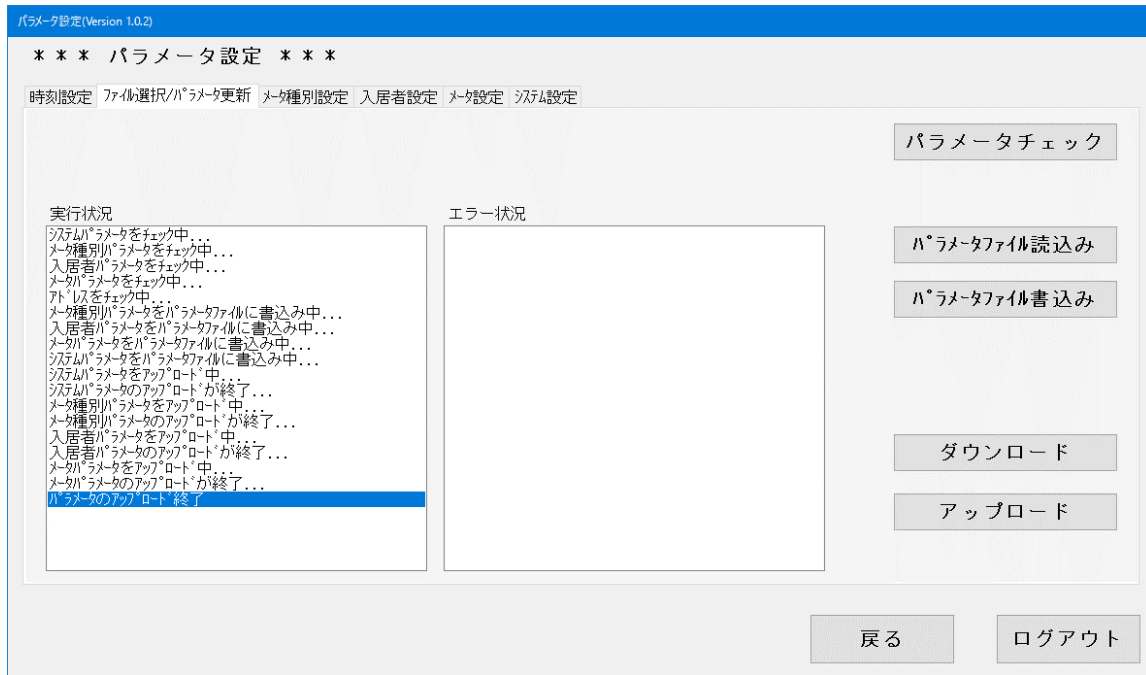 パラメータ設定(Version 1.0.2)
*** パラメータ設定 ***
時刻設定 ファイル選択/パラメータ更新 メータ種別設定 入居者設定 メータ設定 システム設定
パラメータチェック
実行状況 エラー状況
システムパラメータをチェック中...
メータ種別パラメータをチェック中...
入居者パラメータをチェック中...
メータパラメータをチェック中...
アドレスをチェック中...
メータ種別パラメータをパラメータファイルに書込み中...
入居者パラメータをパラメータファイルに書込み中...
メータパラメータをパラメータファイルに書込み中...
システムパラメータをパラメータファイルに書込み中...
システムパラメータをアップロード中...
システムパラメータのアップロードが終了...
メータ種別パラメータをアップロード中...
メータ種別パラメータのアップロードが終了...
入居者パラメータをアップロード中...
入居者パラメータのアップロードが終了...
メータパラメータをアップロード中...
メータパラメータのアップロードが終了...
パラメータのアップロード終了
パラメータファイル読込み
パラメータファイル書込み
ダウンロード
アップロード
戻る ログアウト